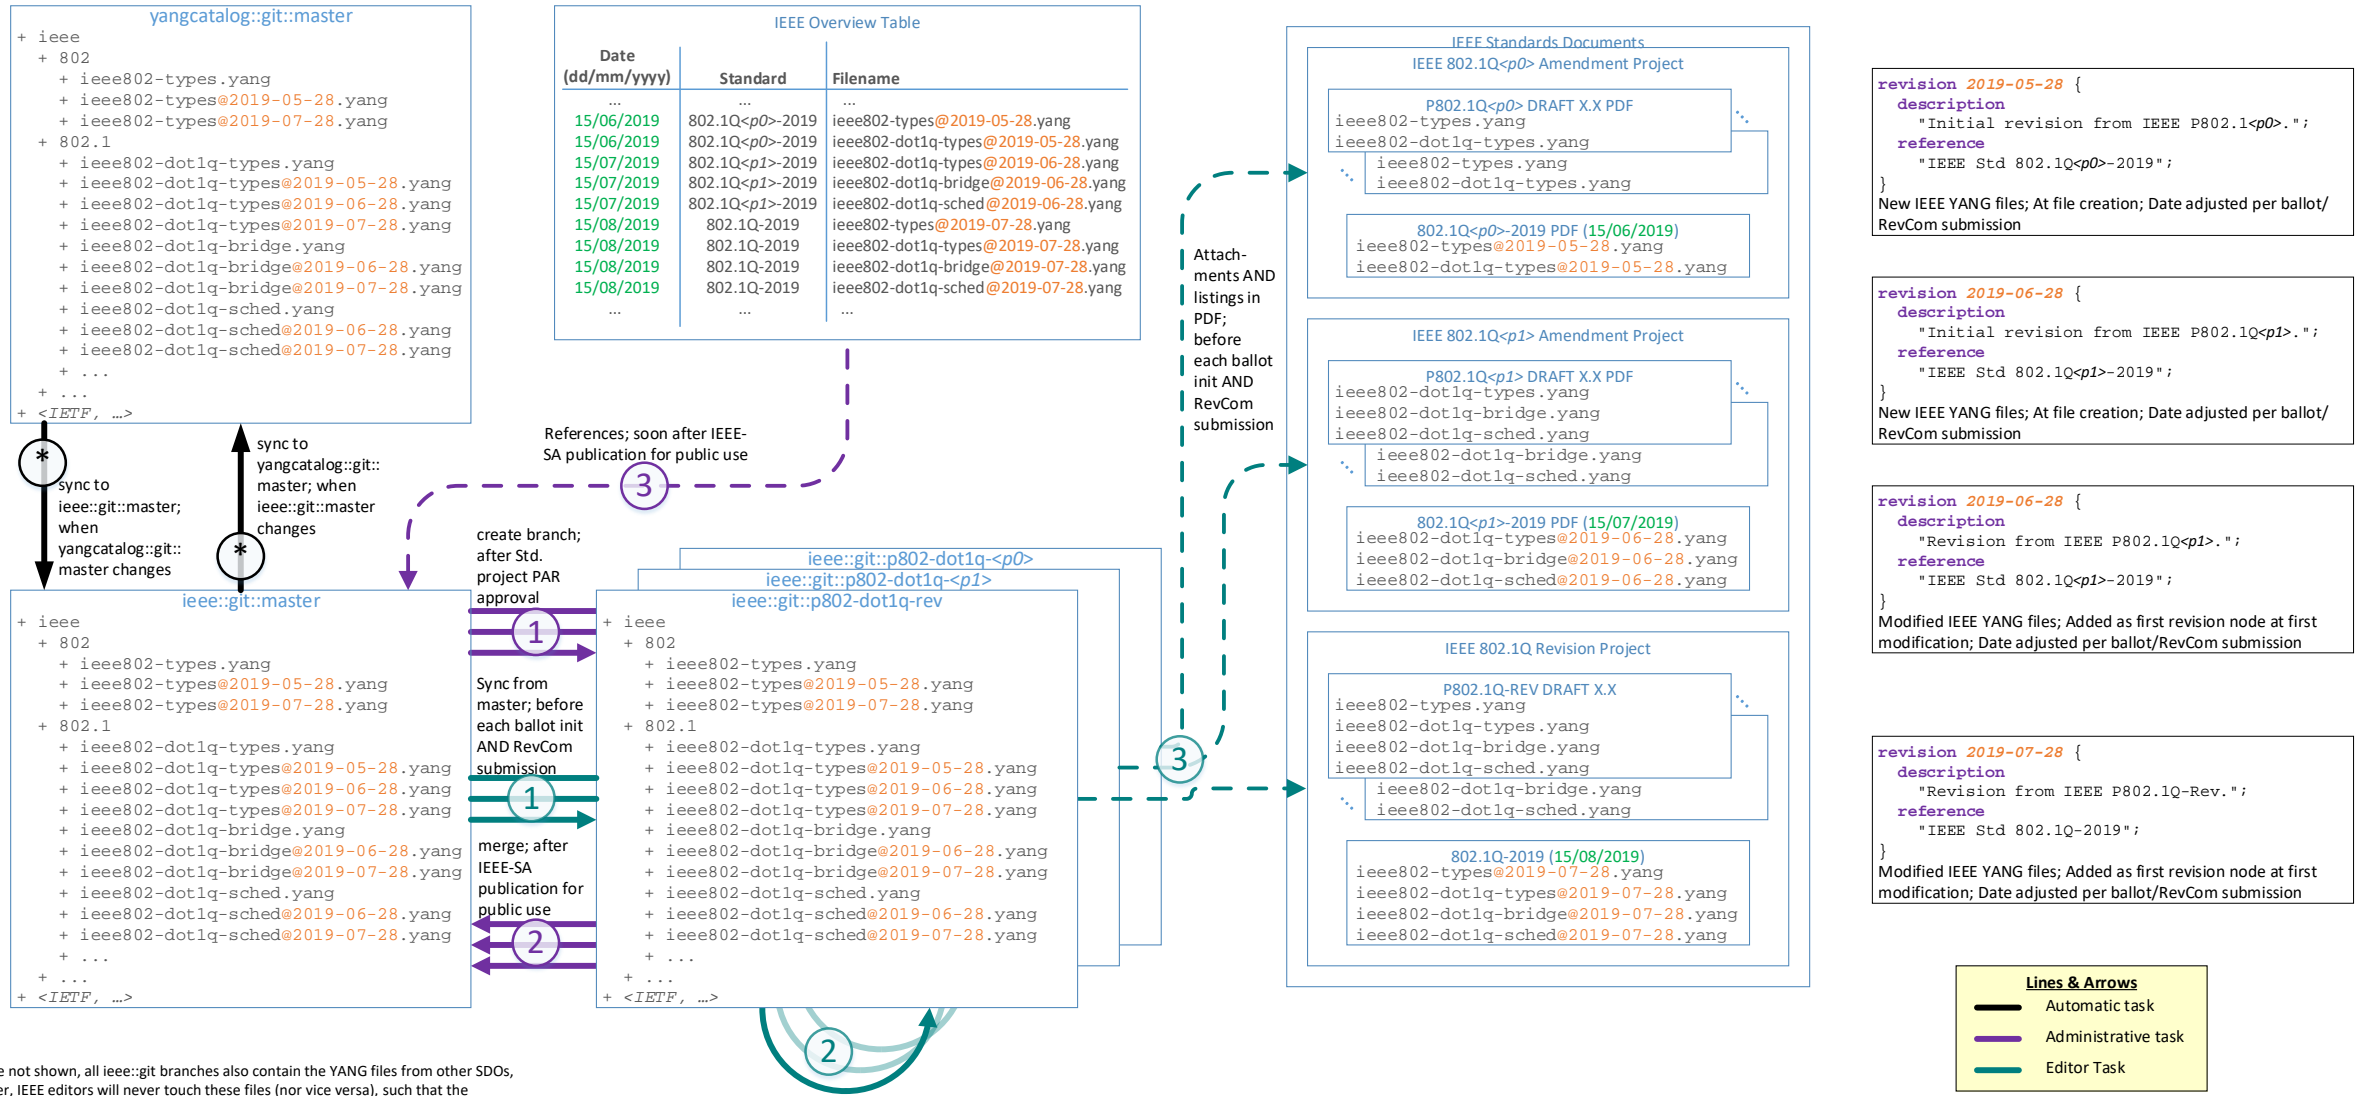 yangcatalog::git::master
+ ieee
+ 802
+ ieee802-types.yang
+ ieee802-types@2019-05-28.yang
+ ieee802-types@2019-07-28.yang
+ 802.1
+ ieee802-dot1q-types.yang
+ ieee802-dot1q-types@2019-05-28.yang
+ ieee802-dot1q-types@2019-06-28.yang
+ ieee802-dot1q-types@2019-07-28.yang
+ ieee802-dot1q-bridge.yang
+ ieee802-dot1q-bridge@2019-06-28.yang
+ ieee802-dot1q-bridge@2019-07-28.yang
+ ieee802-dot1q-sched.yang
+ ieee802-dot1q-sched@2019-06-28.yang
+ ieee802-dot1q-sched@2019-07-28.yang
+ ...
+ ...
+ <IETF, …>
IEEE Overview Table
Date
(dd/mm/yyyy) Standard Filename
... ... ...
15/06/2019 802.1Q<p0>-2019 ieee802-types@2019-05-28.yang
15/06/2019 802.1Q<p0>-2019 ieee802-dot1q-types@2019-05-28.yang
15/07/2019 802.1Q<p1>-2019 ieee802-dot1q-types@2019-06-28.yang
15/07/2019 802.1Q<p1>-2019 ieee802-dot1q-bridge@2019-06-28.yang
15/07/2019 802.1Q<p1>-2019 ieee802-dot1q-sched@2019-06-28.yang
15/08/2019 802.1Q-2019 ieee802-types@2019-07-28.yang
15/08/2019 802.1Q-2019 ieee802-dot1q-types@2019-07-28.yang
15/08/2019 802.1Q-2019 ieee802-dot1q-bridge@2019-07-28.yang
15/08/2019 802.1Q-2019 ieee802-dot1q-sched@2019-07-28.yang
... ... ...
*
sync to
ieee::git::master;
when
yangcatalog::git::
master changes
sync to
yangcatalog::git::
master; when
ieee::git::master
changes
*
References; soon after IEEE-
SA publication for public use
3
ieee::git::master
+ ieee
+ 802
+ ieee802-types.yang
+ ieee802-types@2019-05-28.yang
+ ieee802-types@2019-07-28.yang
+ 802.1
+ ieee802-dot1q-types.yang
+ ieee802-dot1q-types@2019-05-28.yang
+ ieee802-dot1q-types@2019-06-28.yang
+ ieee802-dot1q-types@2019-07-28.yang
+ ieee802-dot1q-bridge.yang
+ ieee802-dot1q-bridge@2019-06-28.yang
+ ieee802-dot1q-bridge@2019-07-28.yang
+ ieee802-dot1q-sched.yang
+ ieee802-dot1q-sched@2019-06-28.yang
+ ieee802-dot1q-sched@2019-07-28.yang
+ ...
+ ...
+ <IETF, …>
create branch;
after Std.
project PAR
approval
1
Sync from
master; before
each ballot init
AND RevCom
submission
1
merge; after
IEEE-SA
publication for
public use
2
ieee::git::p802-dot1q-<p0>
ieee::git::p802-dot1q-<p1>
ieee::git::p802-dot1q-rev
+ ieee
+ 802
+ ieee802-types.yang
+ ieee802-types@2019-05-28.yang
+ ieee802-types@2019-07-28.yang
+ 802.1
+ ieee802-dot1q-types.yang
+ ieee802-dot1q-types@2019-05-28.yang
+ ieee802-dot1q-types@2019-06-28.yang
+ ieee802-dot1q-types@2019-07-28.yang
+ ieee802-dot1q-bridge.yang
+ ieee802-dot1q-bridge@2019-06-28.yang
+ ieee802-dot1q-bridge@2019-07-28.yang
+ ieee802-dot1q-sched.yang
+ ieee802-dot1q-sched@2019-06-28.yang
+ ieee802-dot1q-sched@2019-07-28.yang
+ ...
+ ...
+ <IETF, …>
2
Attach-
ments AND
listings in
PDF;
before
each ballot
init AND
RevCom
submission
3
IEEE Standards Documents
IEEE 802.1Q<p0> Amendment Project
P802.1Q<p0> DRAFT X.X PDF
ieee802-types.yang
ieee802-dot1q-types.yang
ieee802-types.yang
ieee802-dot1q-types.yang
802.1Q<p0>-2019 PDF (15/06/2019)
ieee802-types@2019-05-28.yang
ieee802-dot1q-types@2019-05-28.yang
IEEE 802.1Q<p1> Amendment Project
P802.1Q<p1> DRAFT X.X PDF
ieee802-dot1q-types.yang
ieee802-dot1q-bridge.yang
ieee802-dot1q-sched.yang
ieee802-dot1q-bridge.yang
ieee802-dot1q-sched.yang
802.1Q<p1>-2019 PDF (15/07/2019)
ieee802-dot1q-types@2019-06-28.yang
ieee802-dot1q-bridge@2019-06-28.yang
ieee802-dot1q-sched@2019-06-28.yang
IEEE 802.1Q Revision Project
P802.1Q-REV DRAFT X.X
ieee802-types.yang
ieee802-dot1q-types.yang
ieee802-dot1q-bridge.yang
ieee802-dot1q-sched.yang
ieee802-dot1q-bridge.yang
ieee802-dot1q-sched.yang
802.1Q-2019 (15/08/2019)
ieee802-types@2019-07-28.yang
ieee802-dot1q-types@2019-07-28.yang
ieee802-dot1q-bridge@2019-07-28.yang
ieee802-dot1q-sched@2019-07-28.yang
revision 2019-05-28 {
description
"Initial revision from IEEE P802.1<p0>.";
reference
"IEEE Std 802.1Q<p0>-2019";
}
New IEEE YANG files; At file creation; Date adjusted per ballot/
RevCom submission
revision 2019-06-28 {
description
"Initial revision from IEEE P802.1Q<p1>.";
reference
"IEEE Std 802.1Q<p1>-2019";
}
New IEEE YANG files; At file creation; Date adjusted per ballot/
RevCom submission
revision 2019-06-28 {
description
"Revision from IEEE P802.1Q<p1>.";
reference
"IEEE Std 802.1Q<p1>-2019";
}
Modified IEEE YANG files; Added as first revision node at first
modification; Date adjusted per ballot/RevCom submission
revision 2019-07-28 {
description
"Revision from IEEE P802.1Q-Rev.";
reference
"IEEE Std 802.1Q-2019";
}
Modified IEEE YANG files; Added as first revision node at first
modification; Date adjusted per ballot/RevCom submission
Lines & Arrows
Automatic task
Administrative task
Editor Task
not shown, all ieee::git branches also contain the YANG files from other SDOs,
IEEE editors will never touch these files (nor vice versa), such that the